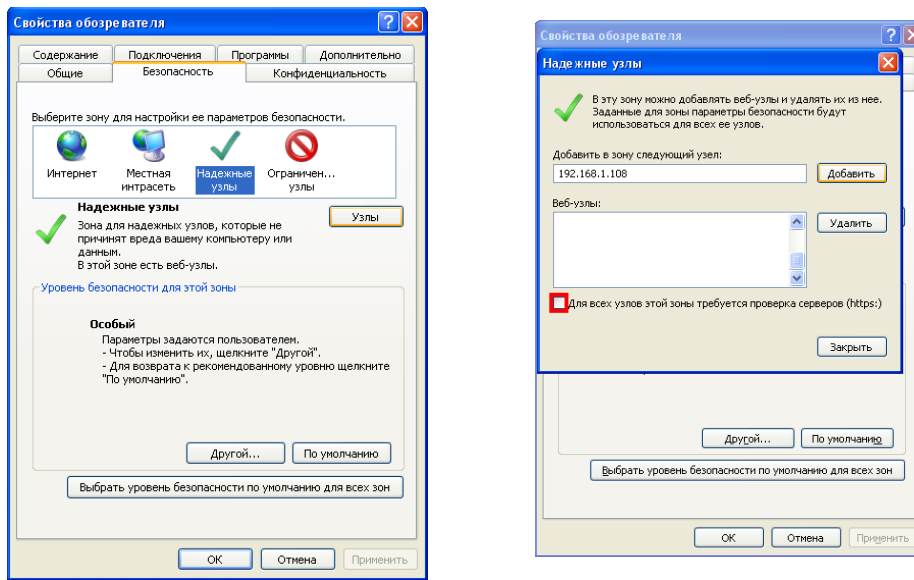 Свойства обозревателя
Содержание
Подключения
Программы
Дополнительно
Общие
Безопасность
Конфиденциальность
Выберите зону для настройки ее параметров безопасности.
Интернет
Местная
интрасеть
Надежные
узлы
Ограничен...
узлы
Надежные узлы
Узлы
Зона для надежных узлов, которые не
причинят вреда вашему компьютеру или
данным.
В этой зоне есть веб-узлы.
Уровень безопасности для этой зоны
Особый
Параметры задаются пользователем.
- Чтобы изменить их, щелкните "Другой".
- Для возврата к рекомендованному уровню щелкните
"По умолчанию".
Другой...
По умолчанию
Выбрать уровень безопасности по умолчанию для всех зон
OK
Отмена
Применить
Свойства обозревателя
Надежные узлы
В эту зону можно добавлять веб-узлы и удалять их из нее.
Заданные для зоны параметры безопасности будут
использоваться для всех ее узлов.
Добавить в зону следующий узел:
192.168.1.108
Добавить
Веб-узлы:
Удалить
Для всех узлов этой зоны требуется проверка серверов (https:)
Закрыть
Другой...
По умолчанию
Выбрать уровень безопасности по умолчанию для всех зон
OK
Отмена
Применить